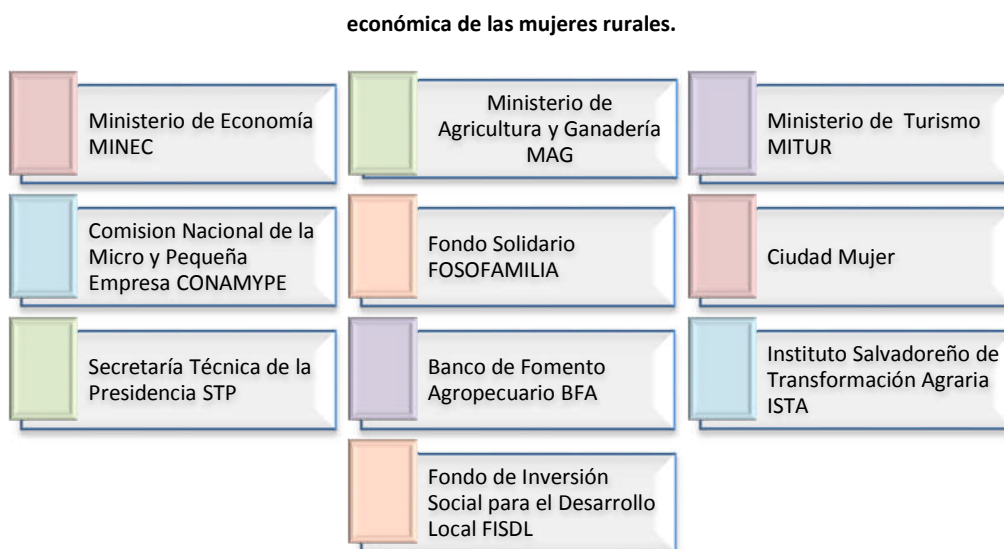 económica de las mujeres rurales.
Ministerio de Economía
MINEC
Ministerio de
Agricultura y Ganadería
MAG
Ministerio de Turismo
MITUR
Comision Nacional de la
Micro y Pequeña
Empresa CONAMYPE
Fondo Solidario
FOSOFAMILIA
Ciudad Mujer
Secretaría Técnica de la
Presidencia STP
Banco de Fomento
Agropecuario BFA
Instituto Salvadoreño de
Transformación Agraria
ISTA
Fondo de Inversión
Social para el Desarrollo
Local FISDL